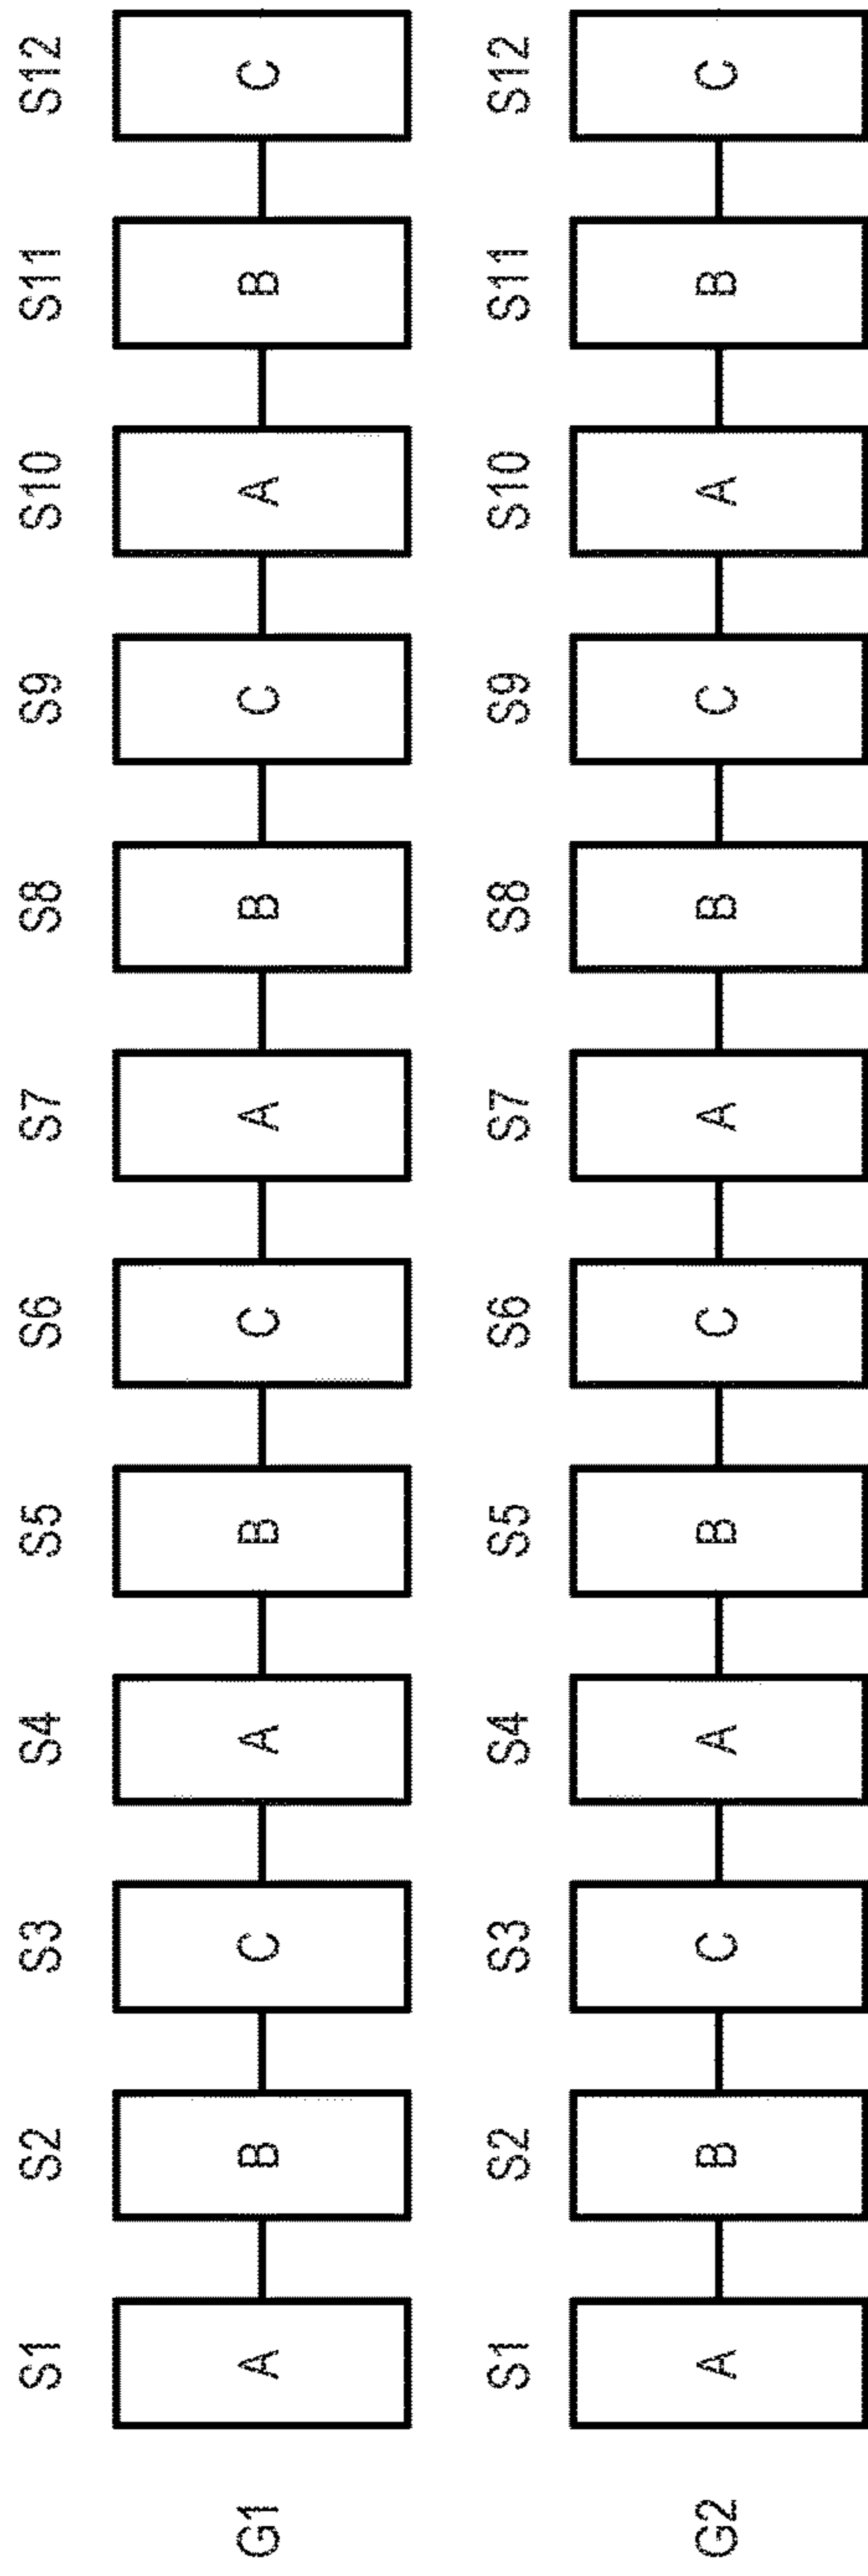 S1 S2 S3 S4 S5 S6 S7 S8 S9 S10 S11 S12
G1 A B C A B C A B C A B C
S1 S2 S3 S4 S5 S6 S7 S8 S9 S10 S11 S12
G2 A B C A B C A B C A B C